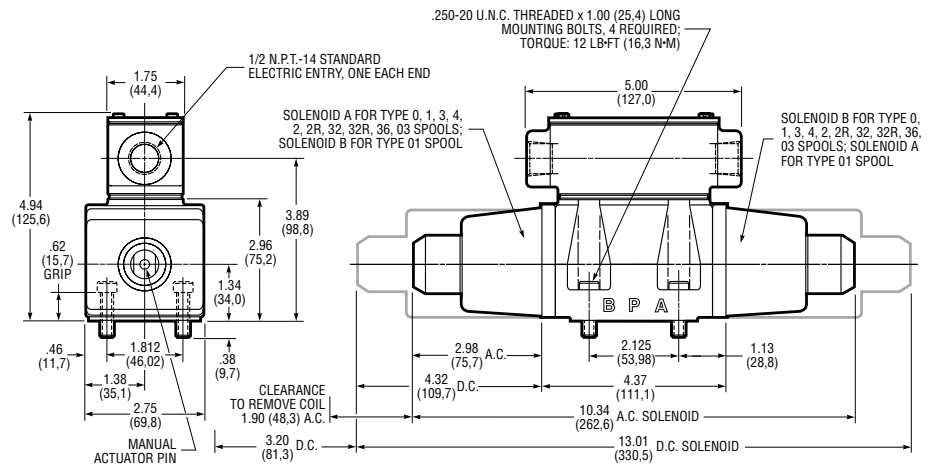 .250-20 U.N.C. THREADED x 1.00 (25,4) LONG
MOUNTING BOLTS, 4 REQUIRED;
TORQUE: 12 LB•FT (16,3 N•M)
1/2 N.P.T.-14 STANDARD
ELECTRIC ENTRY, ONE EACH END
1.75
(44,4)
5.00
(127,0)
SOLENOID A FOR TYPE 0, 1, 3, 4,
2, 2R, 32, 32R, 36, 03 SPOOLS;
SOLENOID B FOR TYPE 01 SPOOL
SOLENOID B FOR TYPE 0,
1, 3, 4, 2, 2R, 32, 32R, 36,
03 SPOOLS; SOLENOID A
FOR TYPE 01 SPOOL
4.94
(125,6)
3.89
(98,8)
2.96
(75,2)
.62
(15,7)
GRIP
1.34
(34,0)
B P A
.46
(11,7)
1.812
(46,02)
.38
(9,7)
1.38
(35,1)
2.75
(69,8)
2.98
(75,7) A.C.
2.125
(53,98)
1.13
(28,8)
4.32
(109,7) D.C.
4.37
(111,1)
CLEARANCE
TO REMOVE COIL
1.90 (48,3) A.C.
10.34
(262,6) A.C. SOLENOID
MANUAL
ACTUATOR PIN
3.20
(81,3) D.C.
13.01
(330,5) D.C. SOLENOID